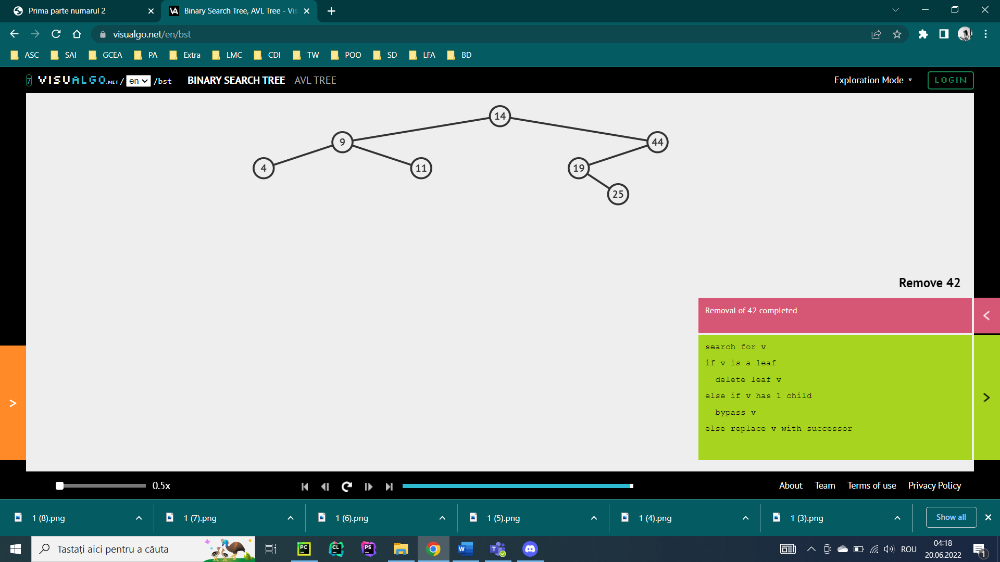 Prima parte numarul 2
Binary Search Tree, AVL Tree - Vis
visualgo.net/en/bst
ASC SAI GCEA PA Extra LMC CDI TW POO SD LFA BD
7 VISUALGO.NET / en /bst BINARY SEARCH TREE AVL TREE Exploration Mode LOGIN
14
9 44
4 11 19
25
Remove 42
Removal of 42 completed
search for v
if v is a leaf
delete leaf v
else if v has 1 child
bypass v
else replace v with successor
0.5x About Team Terms of use Privacy Policy
1 (8).png 1 (7).png 1 (6).png 1 (5).png 1 (4).png 1 (3).png Show all
Tastați aici pentru a căuta PC CL PS W T ROU 04:18
20.06.2022 1